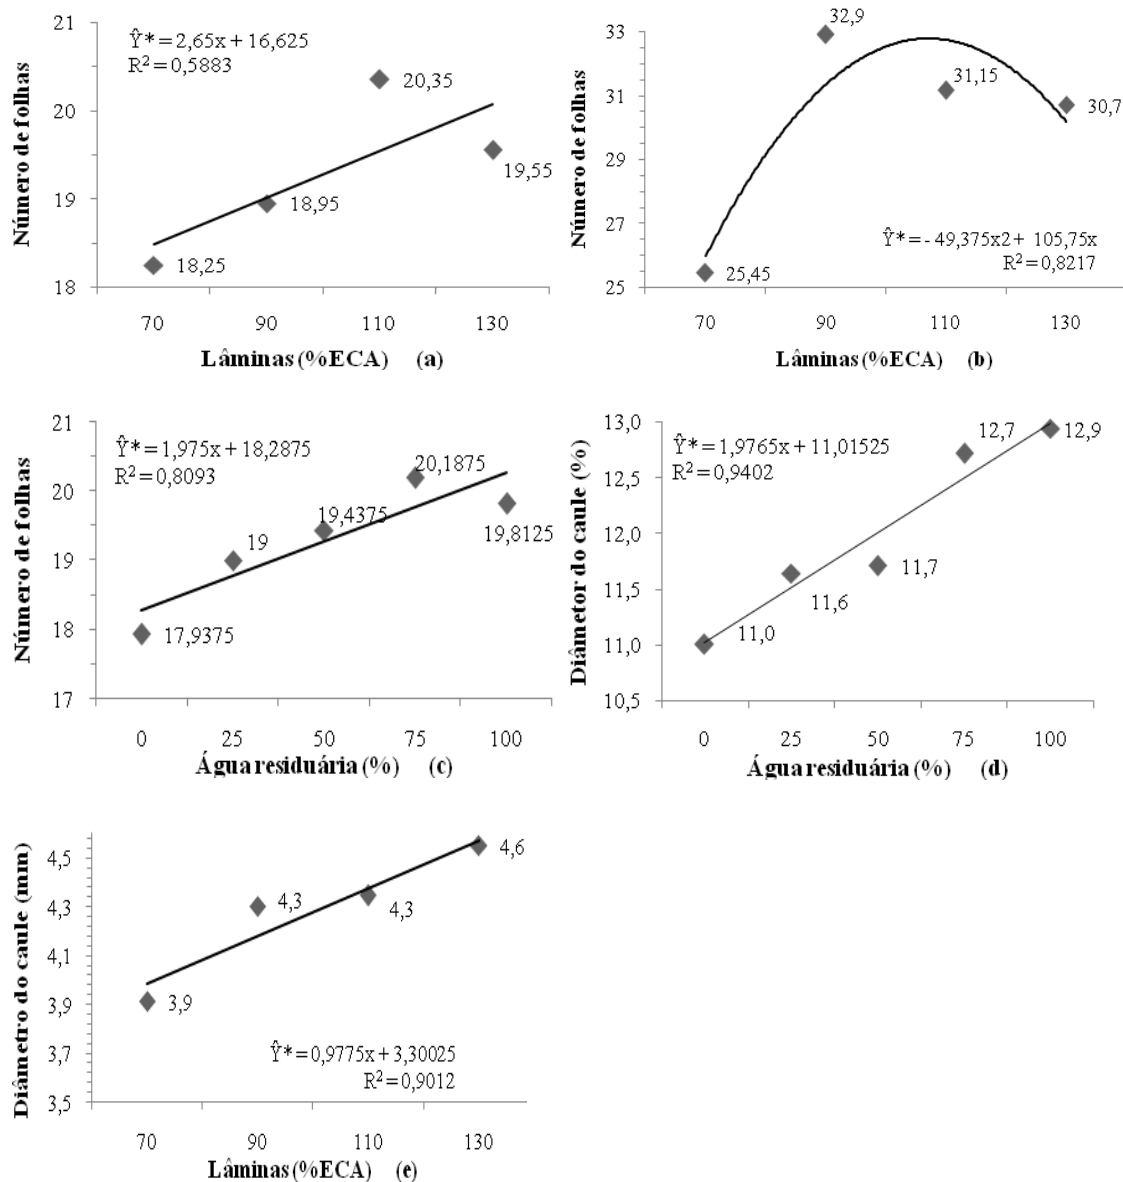 Número de folhas
21
20
19
18
Ŷ* = 2,65x + 16,625
R² = 0,5883
18,25
18,95
20,35
19,55
70 90 110 130
Lâminas (%ECA) (a)
Número de folhas
33
31
29
27
25
32,9
31,15
30,7
25,45
Ŷ* = - 49,375x2 + 105,75x
R² = 0,8217
70 90 110 130
Lâminas (%ECA) (b)
Número de folhas
21
20
19
18
17
Ŷ* = 1,975x + 18,2875
R² = 0,8093
17,9375
19
19,4375
20,1875
19,8125
0 25 50 75 100
Água residuária (%) (c)
Diâmetor do caule (%)
13,0
12,5
12,0
11,5
11,0
10,5
Ŷ* = 1,9765x + 11,01525
R² = 0,9402
11,0
11,6
11,7
12,7
12,9
0 25 50 75 100
Água residuária (%) (d)
Diâmetro do caule (mm)
4,5
4,3
4,1
3,9
3,7
3,5
3,9
4,3
4,3
4,6
Ŷ* = 0,9775x + 3,30025
R² = 0,9012
70 90 110 130
Lâminas (%ECA) (e)